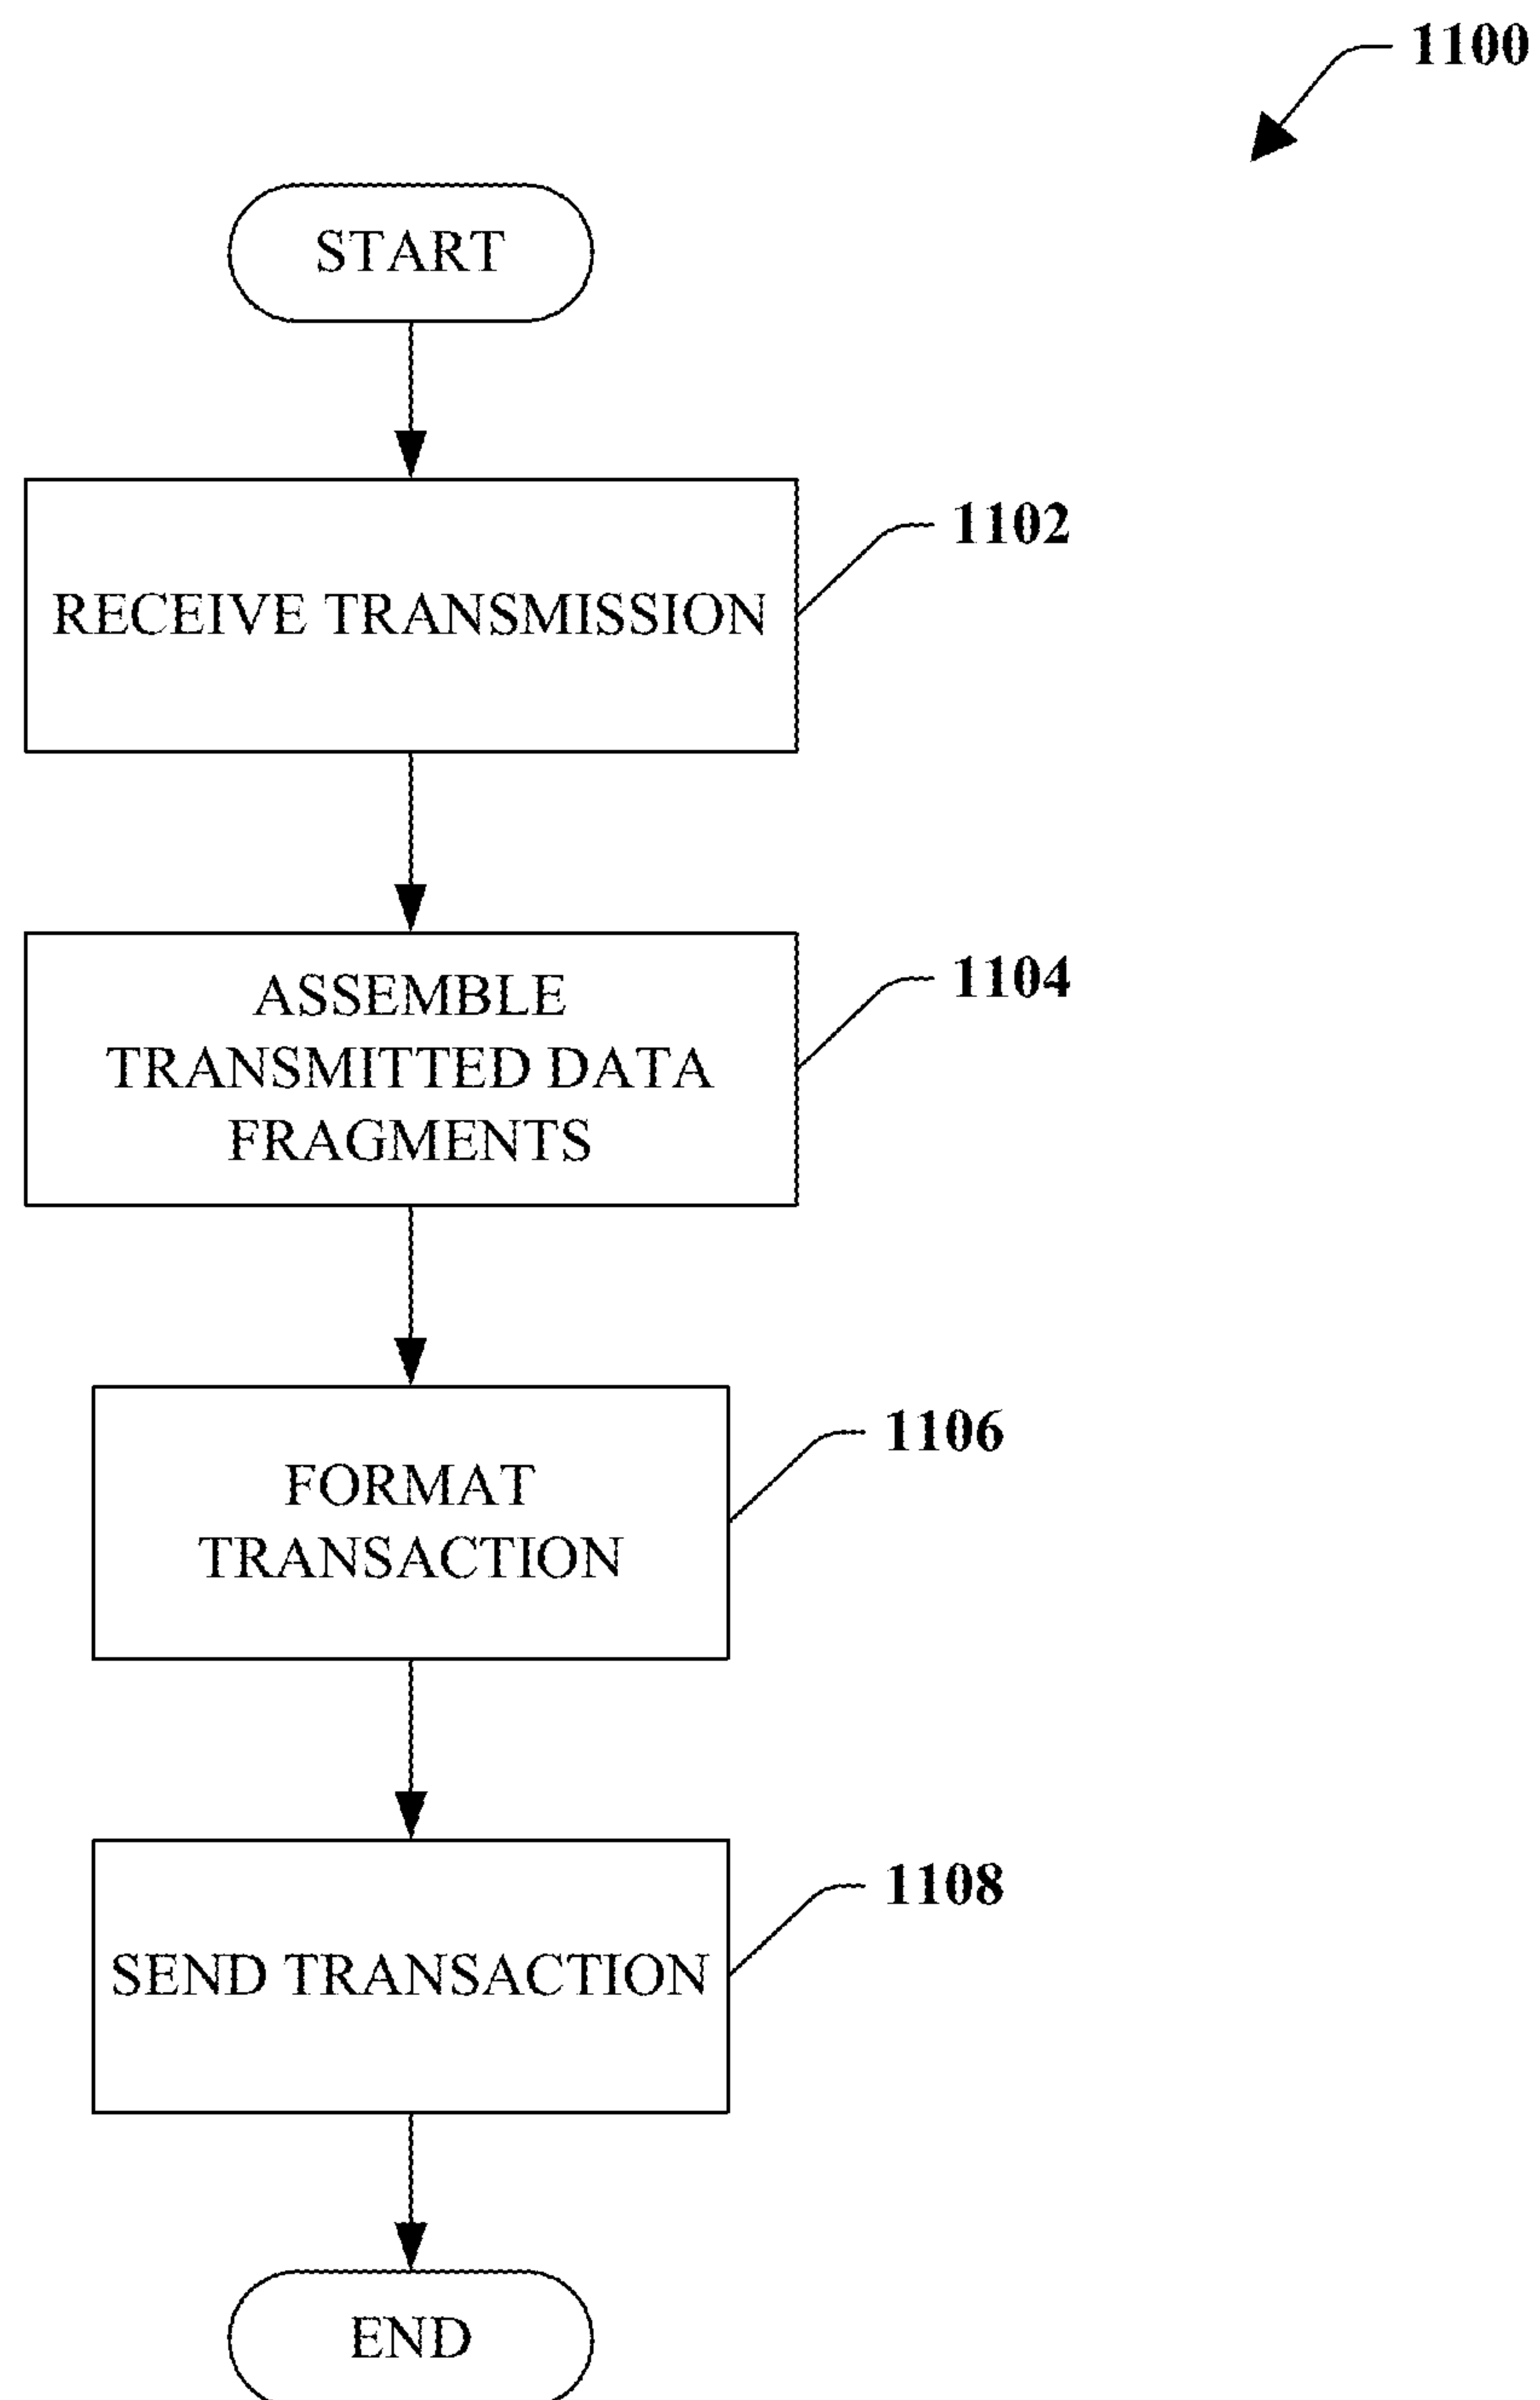 1100
START
RECEIVE TRANSMISSION
1102
ASSEMBLE
TRANSMITTED DATA
FRAGMENTS
1104
FORMAT
TRANSACTION
1106
SEND TRANSACTION
1108
END